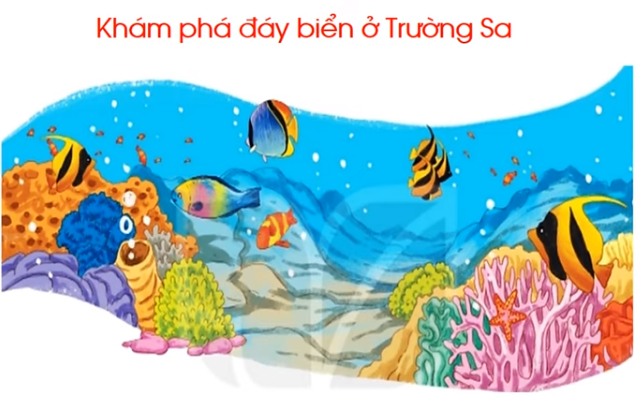 Khám phá đáy biển ở Trường Sa